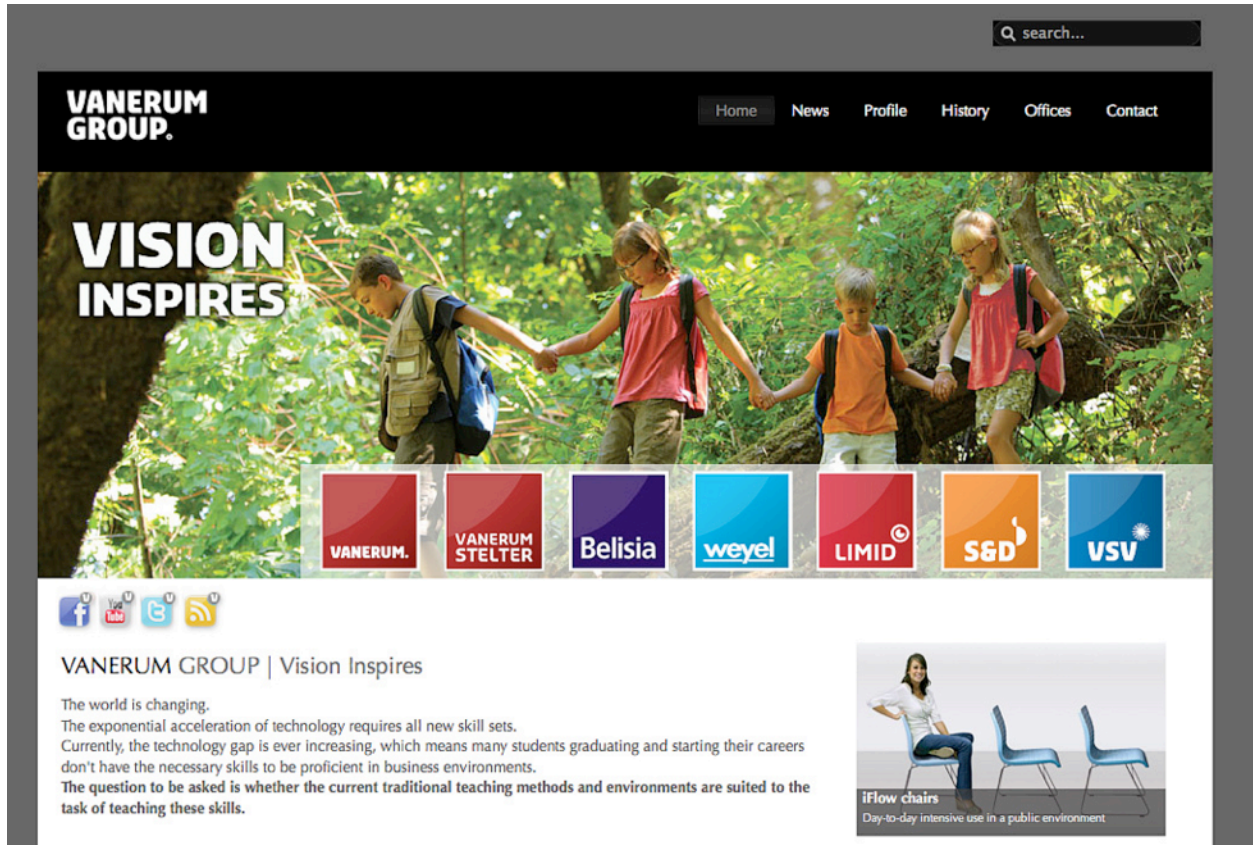 search...
VANERUM
GROUP.
Home News Profile History Offices Contact
VISION
INSPIRES
VANERUM.
VANERUM
STELTER
Belisia
weyel
LIMID
S&D
VSV
f V
You
Tube V
t V
V
VANERUM GROUP | Vision Inspires
The world is changing.
The exponential acceleration of technology requires all new skill sets.
Currently, the technology gap is ever increasing, which means many students graduating and starting their careers
don't have the necessary skills to be proficient in business environments.
The question to be asked is whether the current traditional teaching methods and environments are suited to the
task of teaching these skills.
iFlow chairs
Day-to-day intensive use in a public environment